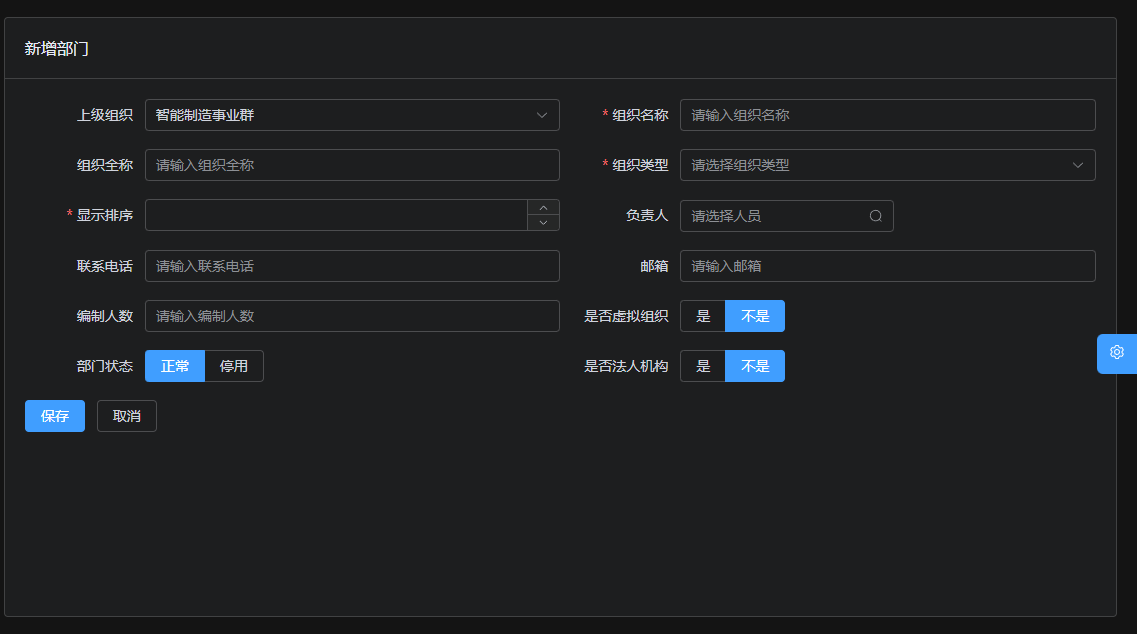 新增部门
上级组织 智能制造事业群 * 组织名称 请输入组织名称
组织全称 请输入组织全称 * 组织类型 请选择组织类型
* 显示排序 负责人 请选择人员
联系电话 请输入联系电话 邮箱 请输入邮箱
编制人数 请输入编制人数 是否虚拟组织 是 不是
部门状态 正常 停用 是否法人机构 是 不是
保存 取消